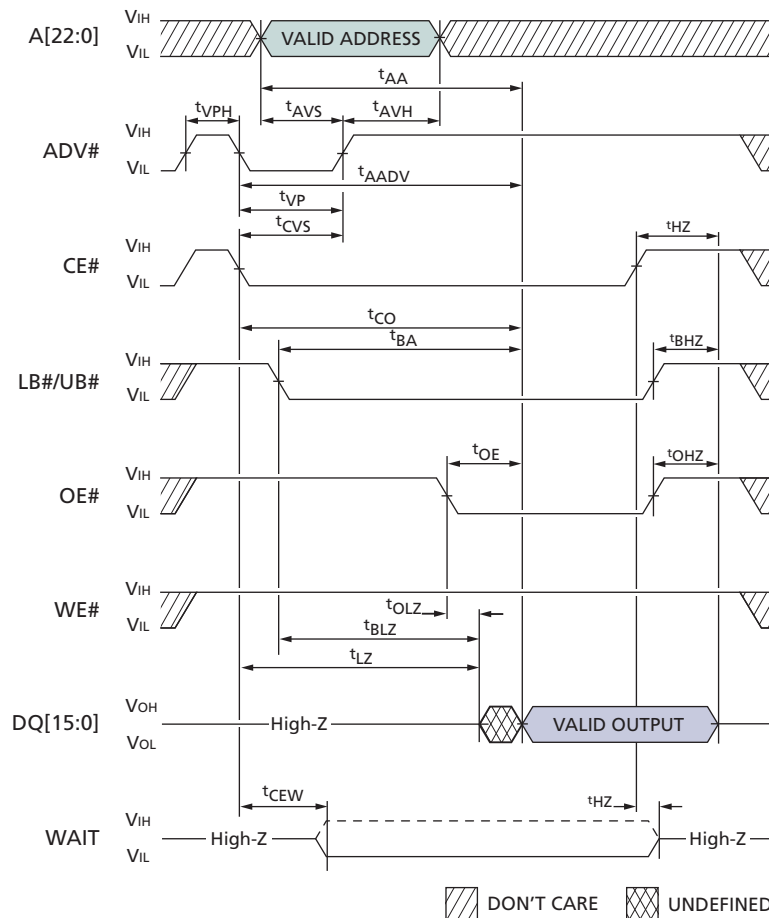 A[22:0]
VIH
VIL
VALID ADDRESS
tAA
tVPH
tAVS
tAVH
ADV#
VIH
VIL
tAADV
tVP
tCVS
CE#
VIH
VIL
tHZ
tCO
tBA
tBHZ
LB#/UB#
VIH
VIL
tOE
tOHZ
OE#
VIH
VIL
WE#
VIH
VIL
tOLZ
tBLZ
tLZ
DQ[15:0]
VOH
VOL
High-Z
VALID OUTPUT
tCEW
tHZ
WAIT
VIH
VIL
High-Z
High-Z
DON'T CARE
UNDEFINED